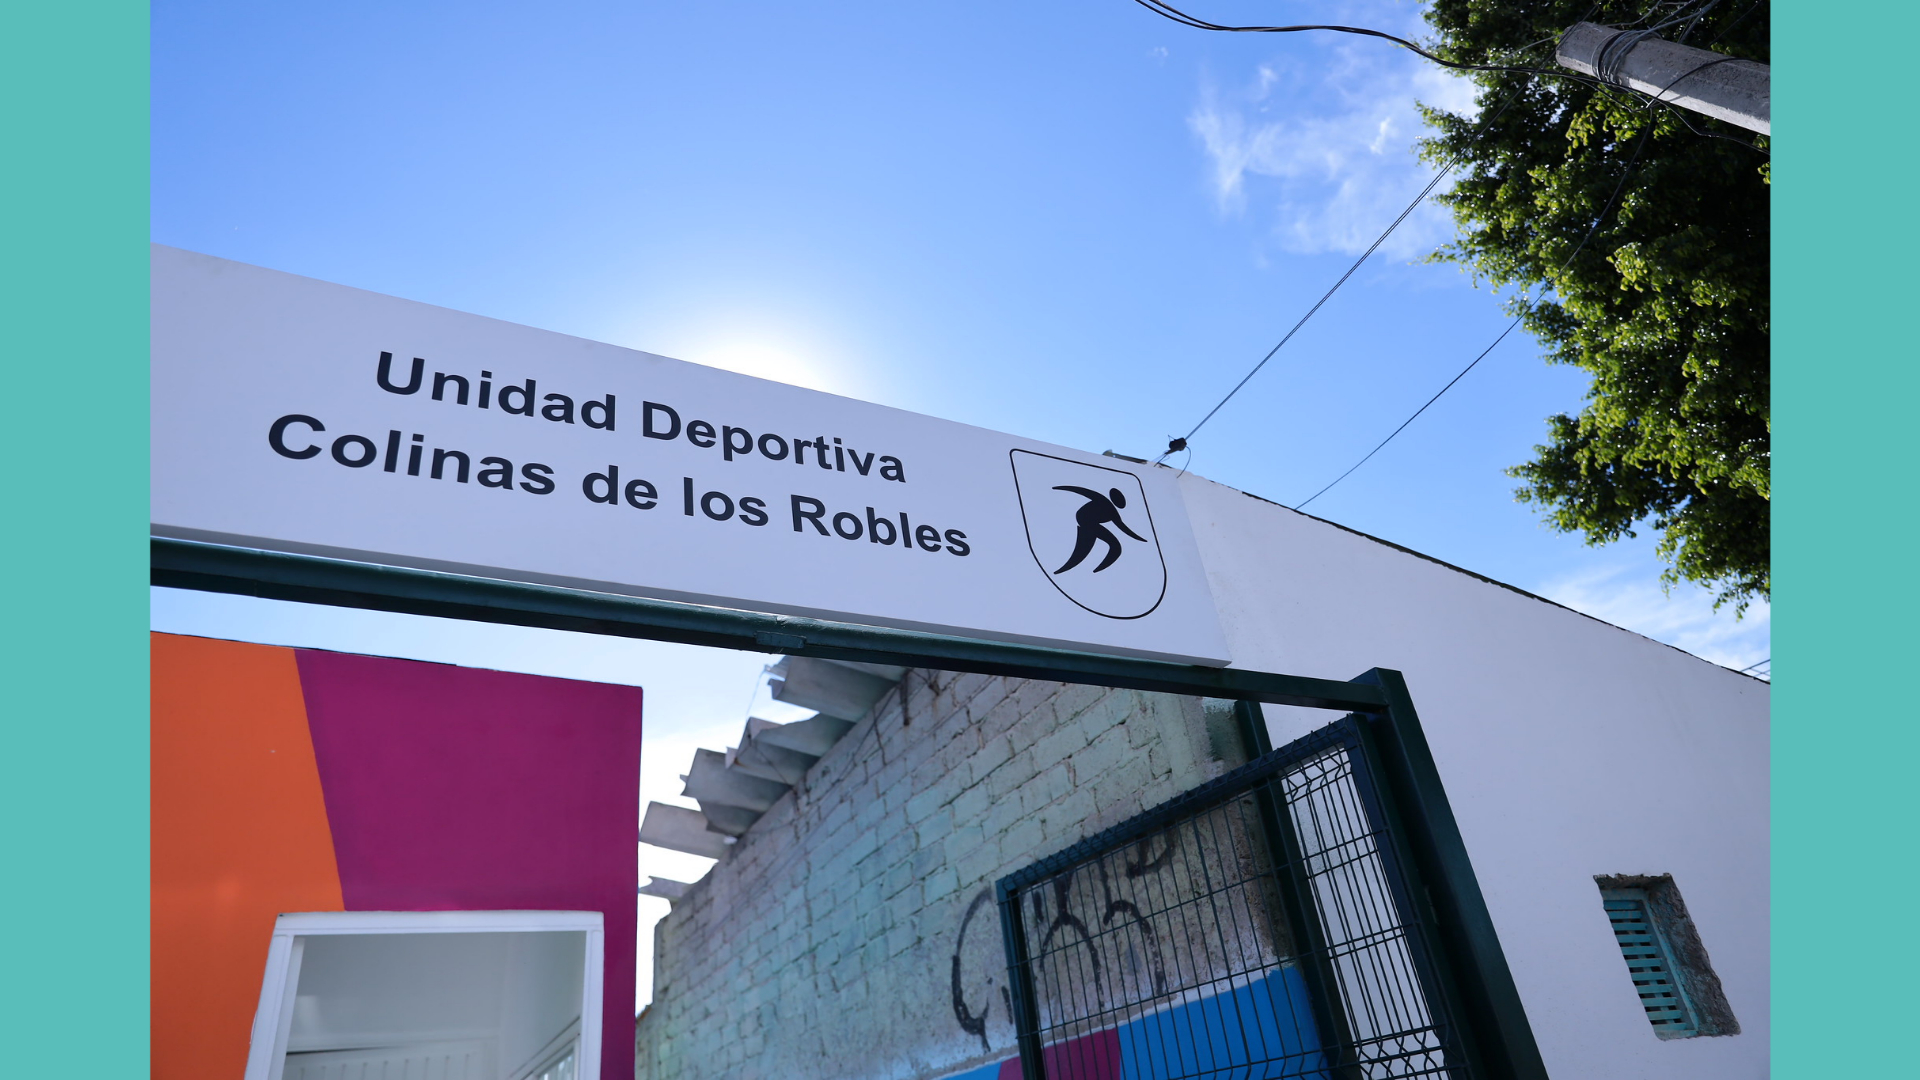 Unidad Deportiva
Colinas de los Robles